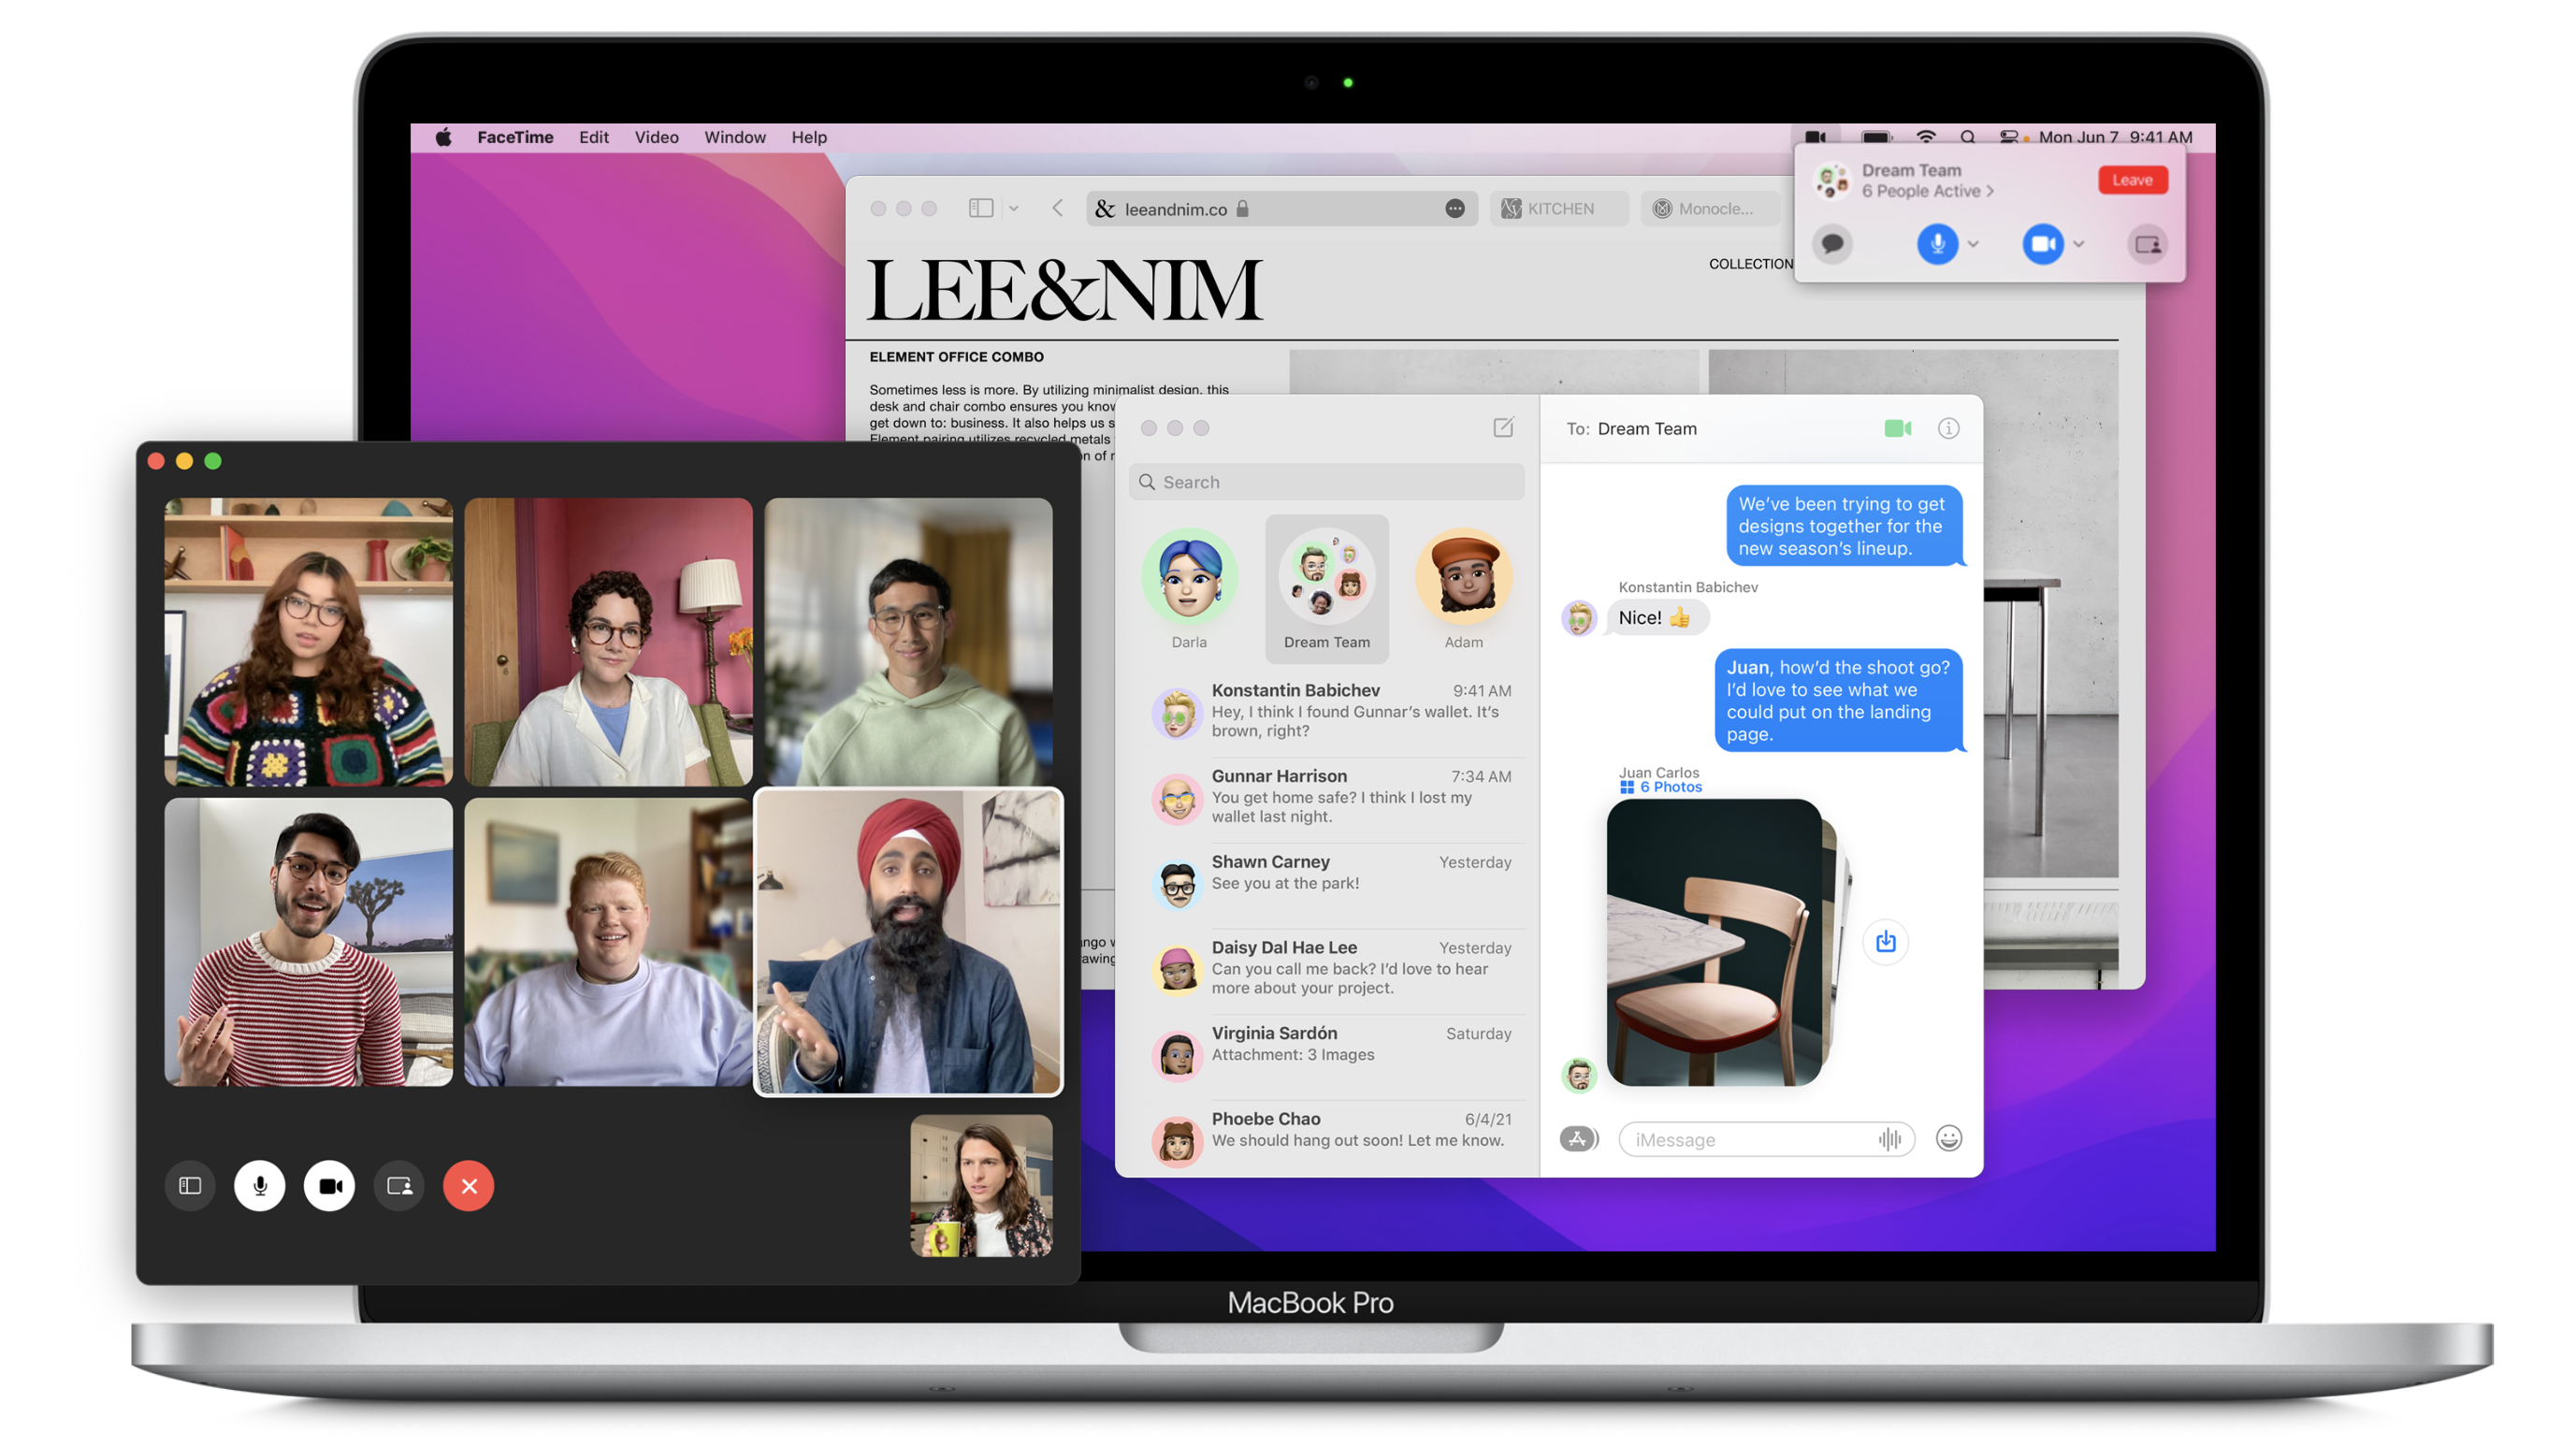 FaceTime Edit Video Window Help
Mon Jun 7 9:41 AM
Dream Team
6 People Active >
Leave
& leeandnim.co
KITCHEN
Monocle...
LEE&NIM
COLLECTION
ELEMENT OFFICE COMBO
Sometimes less is more. By utilizing minimalist design, this
desk and chair combo ensures you know
get down to: business. It also helps us s
Element pairing utilizes recycled metals
on of
awing
Search
Darla
Dream Team
Adam
Konstantin Babichev 9:41 AM
Hey, I think I found Gunnar’s wallet. It’s
brown, right?
Gunnar Harrison 7:34 AM
You get home safe? I think I lost my
wallet last night.
Shawn Carney Yesterday
See you at the park!
Daisy Dal Hae Lee Yesterday
Can you call me back? I’d love to hear
more about your project.
Virginia Sardón Saturday
Attachment: 3 Images
Phoebe Chao 6/4/21
We should hang out soon! Let me know.
To: Dream Team
We’ve been trying to get
designs together for the
new season’s lineup.
Konstantin Babichev
Nice! 👍
Juan, how’d the shoot go?
I’d love to see what we
could put on the landing
page.
Juan Carlos
6 Photos
iMessage
MacBook Pro